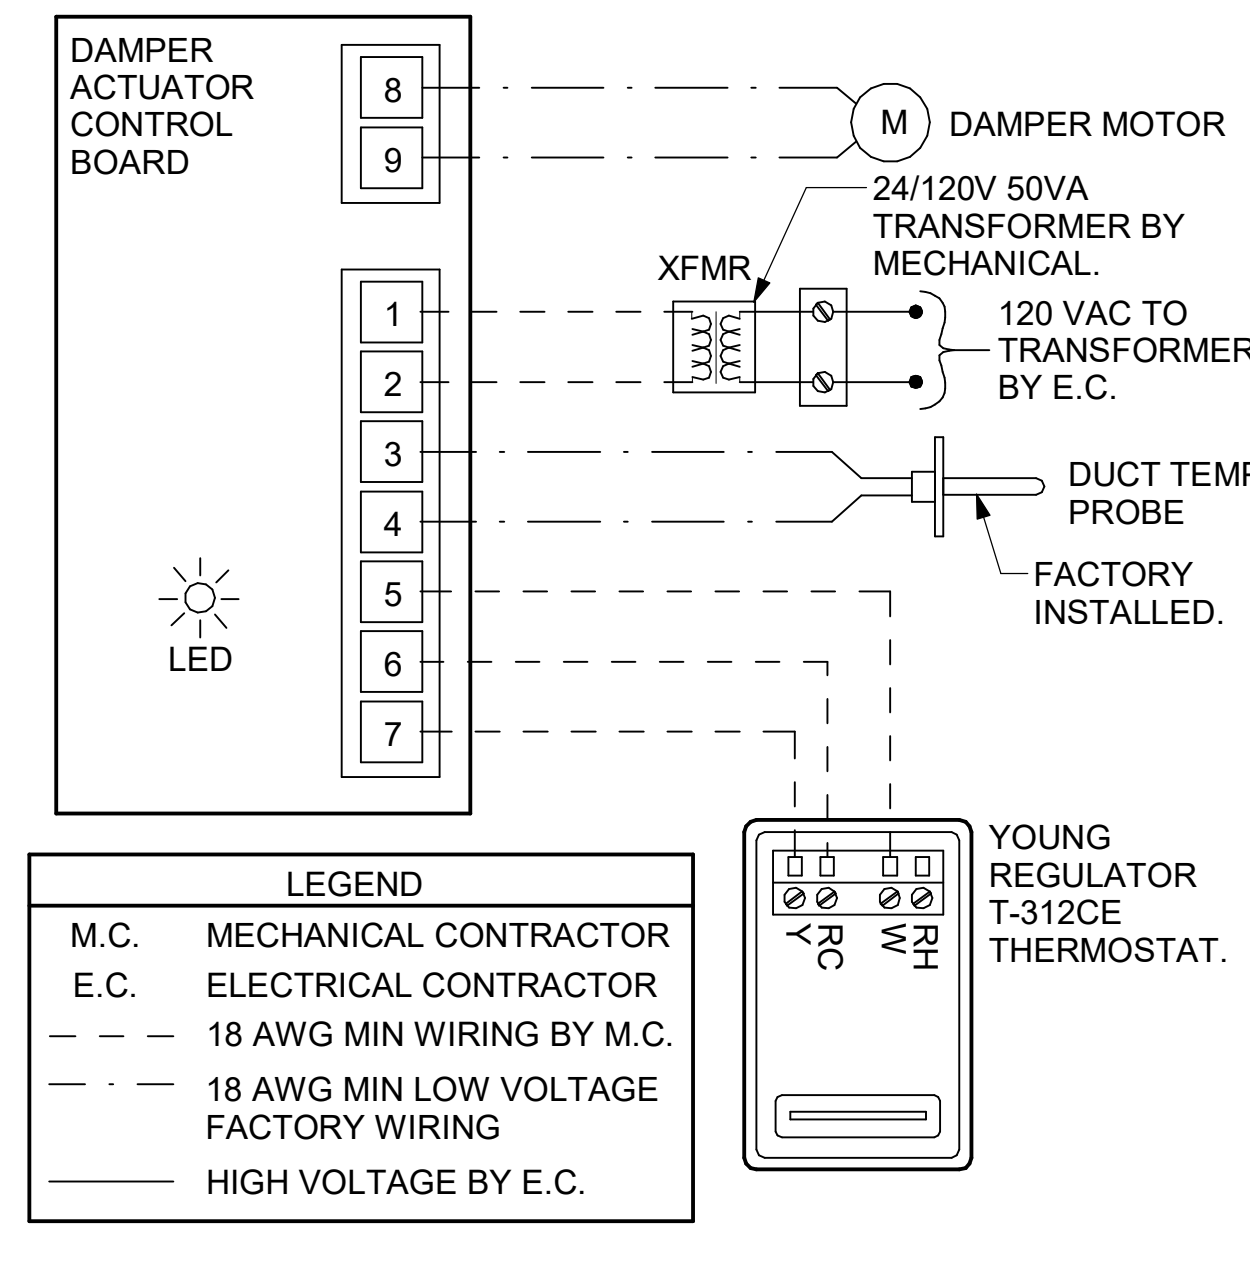 DAMPER
ACTUATOR
CONTROL
BOARD
8
9
M
DAMPER MOTOR
24/120V 50VA
TRANSFORMER BY
MECHANICAL.
XFMR
1
2
3
4
5
6
7
120 VAC TO
TRANSFORMER
BY E.C.
DUCT TEMP
PROBE
FACTORY
INSTALLED.
LED
YOUNG
REGULATOR
T-312CE
THERMOSTAT.
Y
RC
W
RH
LEGEND
M.C. MECHANICAL CONTRACTOR
E.C. ELECTRICAL CONTRACTOR
18 AWG MIN WIRING BY M.C.
18 AWG MIN LOW VOLTAGE
FACTORY WIRING
HIGH VOLTAGE BY E.C.